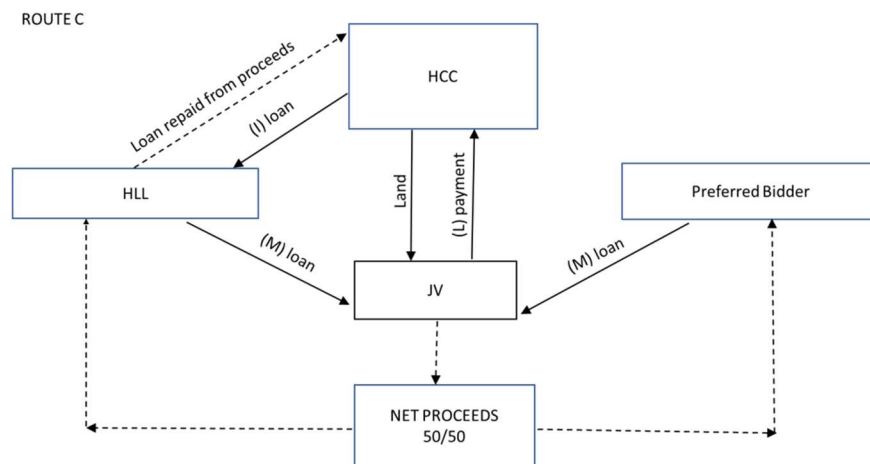 ROUTE C
Loan repaid from proceeds
HCC
(I) loan
HLL
Land
(L) payment
Preferred Bidder
(M) loan
(M) loan
JV
NET PROCEEDS
50/50